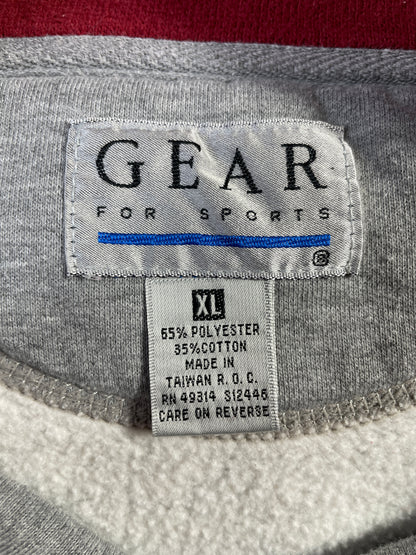 GEAR
FOR SPORTS
®
XL
65% POLYESTER
35% COTTON
MADE IN
TAIWAN R.O.C.
RN 49314 S12446
CARE ON REVERSE